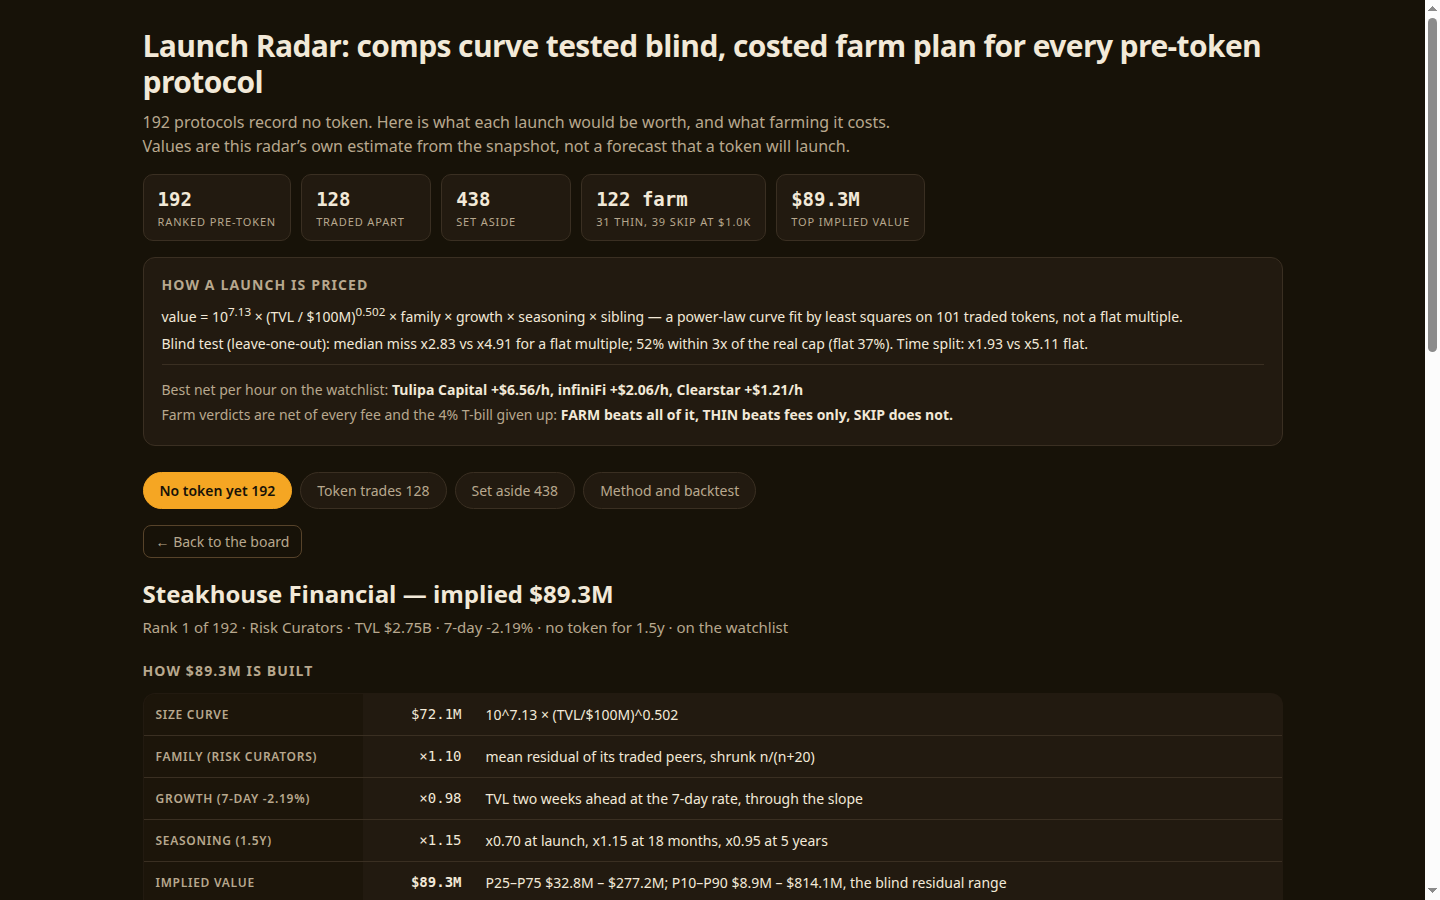 Launch Radar: comps curve tested blind, costed farm plan for every pre-token
protocol
192 protocols record no token. Here is what each launch would be worth, and what farming it costs.
Values are this radar’s own estimate from the snapshot, not a forecast that a token will launch.
192
RANKED PRE-TOKEN
128
TRADED APART
438
SET ASIDE
122 farm
31 THIN, 39 SKIP AT $1.0K
$89.3M
TOP IMPLIED VALUE
HOW A LAUNCH IS PRICED
value = 10^7.13 × (TVL / $100M)^0.502 × family × growth × seasoning × sibling — a power-law curve fit by least squares on 101 traded tokens, not a flat multiple.
Blind test (leave-one-out): median miss x2.83 vs x4.91 for a flat multiple; 52% within 3x of the real cap (flat 37%). Time split: x1.93 vs x5.11 flat.
Best net per hour on the watchlist: Tulipa Capital +$6.56/h, infiniFi +$2.06/h, Clearstar +$1.21/h
Farm verdicts are net of every fee and the 4% T-bill given up: FARM beats all of it, THIN beats fees only, SKIP does not.
No token yet 192
Token trades 128
Set aside 438
Method and backtest
← Back to the board
Steakhouse Financial — implied $89.3M
Rank 1 of 192 · Risk Curators · TVL $2.75B · 7-day -2.19% · no token for 1.5y · on the watchlist
HOW $89.3M IS BUILT
SIZE CURVE $72.1M 10^7.13 × (TVL/$100M)^0.502
FAMILY (RISK CURATORS) ×1.10 mean residual of its traded peers, shrunk n/(n+20)
GROWTH (7-DAY -2.19%) ×0.98 TVL two weeks ahead at the 7-day rate, through the slope
SEASONING (1.5Y) ×1.15 x0.70 at launch, x1.15 at 18 months, x0.95 at 5 years
IMPLIED VALUE $89.3M P25–P75 $32.8M – $277.2M; P10–P90 $8.9M – $814.1M, the blind residual range